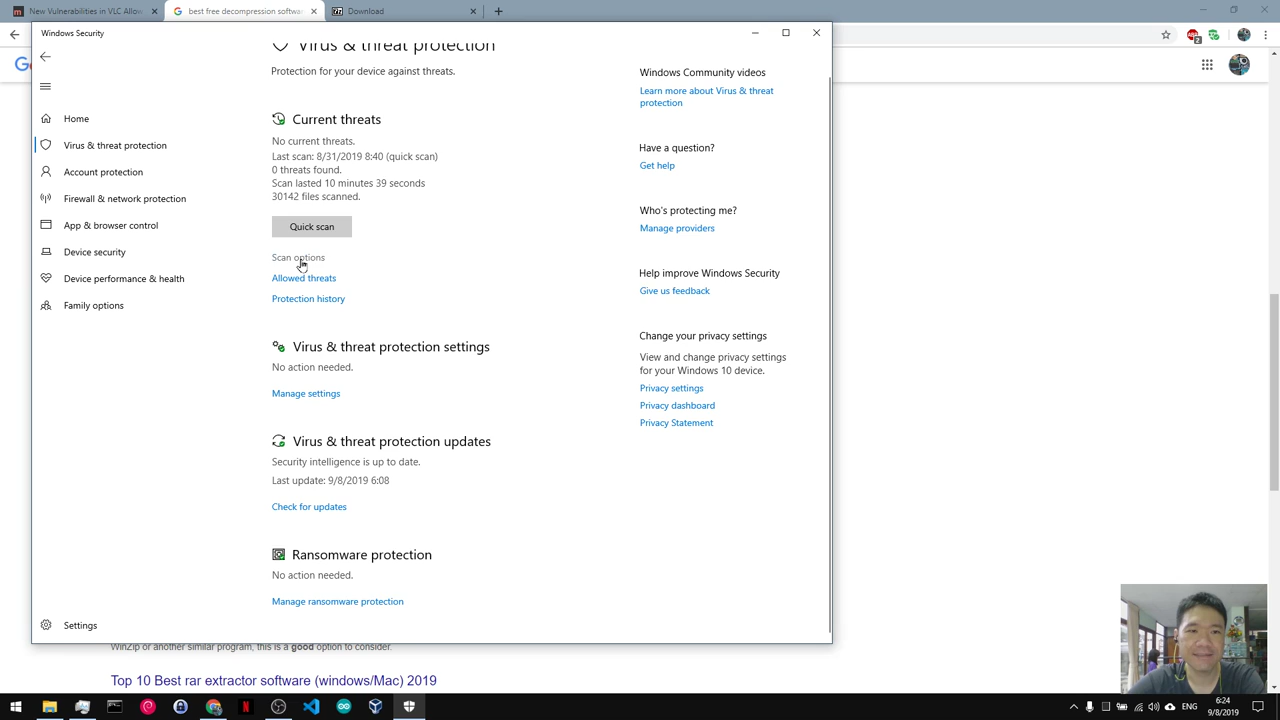 New Vulnerabilities in VLC Allow
best free decompression softwa
Download
Windows Security
Virus & threat protection
Protection for your device against threats.
Home
Virus & threat protection
Account protection
Firewall & network protection
App & browser control
Device security
Device performance & health
Family options
Settings
Current threats
No current threats.
Last scan: 8/31/2019 8:40 (quick scan)
0 threats found.
Scan lasted 10 minutes 39 seconds
30142 files scanned.
Quick scan
Scan options
Allowed threats
Protection history
Virus & threat protection settings
No action needed.
Manage settings
Virus & threat protection updates
Security intelligence is up to date.
Last update: 9/8/2019 6:08
Check for updates
Ransomware protection
No action needed.
Manage ransomware protection
Windows Community videos
Learn more about Virus & threat
protection
Have a question?
Get help
Who's protecting me?
Manage providers
Help improve Windows Security
Give us feedback
Change your privacy settings
View and change privacy settings
for your Windows 10 device.
Privacy settings
Privacy dashboard
Privacy Statement
WinZip or another similar program, this is a good option to consider.
Top 10 Best rar extractor software (windows/Mac) 2019
ENG
6:24
9/8/2019